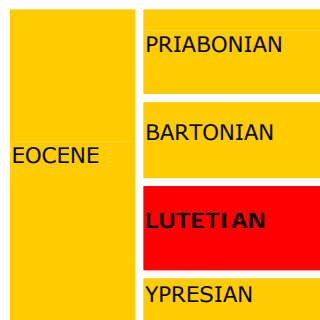 EOCENE
PRIABONIAN
BARTONIAN
LUTETIAN
YPRESIAN